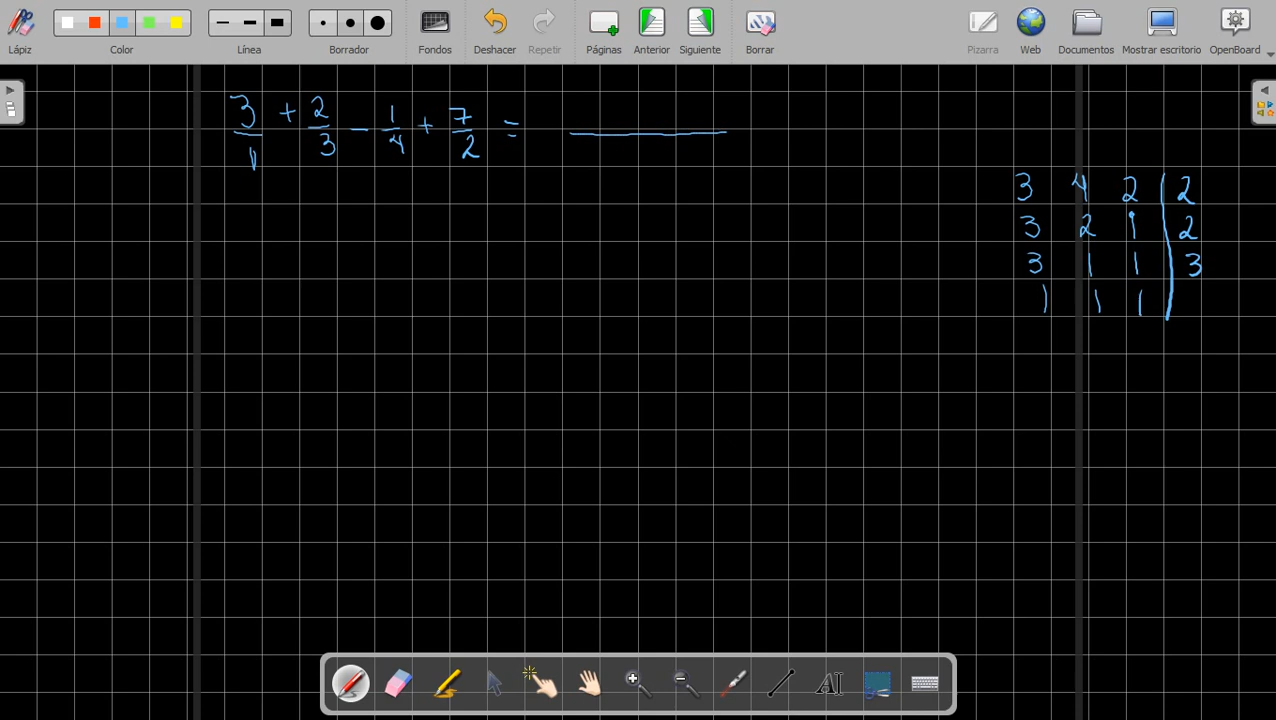 Lápiz Color Línea Borrador Fondos Deshacer Repetir Páginas Anterior Siguiente Borrar Pizarra Web Documentos Mostrar escritorio OpenBoard
3/1 + 2/3 - 1/4 + 7/2 =
3 4 2 | 2
3 2 1 | 2
3 1 1 | 3
1 1 1 |
AI